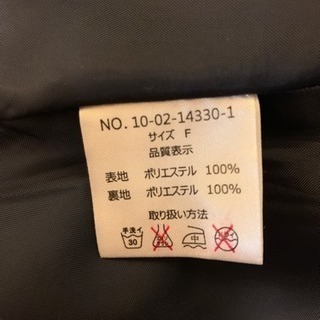 NO. 10-02-14330-1
サイズ F
品質表示
表地 ポリエステル 100%
裏地 ポリエステル 100%
取り扱い方法
手洗イ 30 中